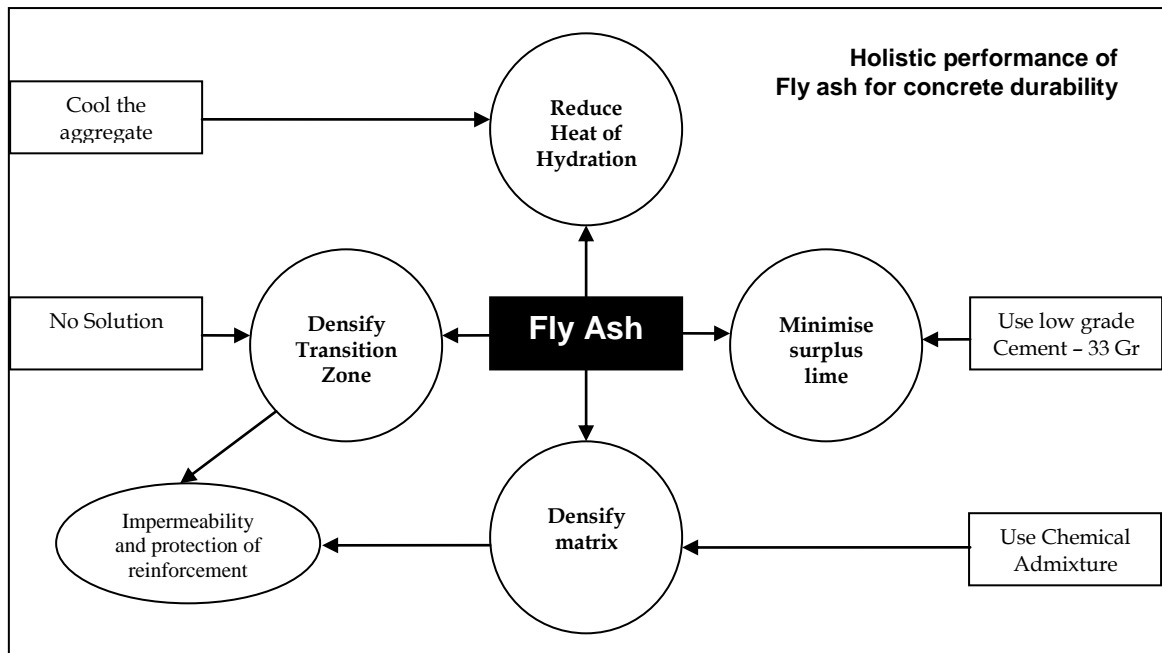 Holistic performance of
Fly ash for concrete durability
Cool the
aggregate
Reduce
Heat of
Hydration
No Solution
Densify
Transition
Zone
Fly Ash
Minimise
surplus
lime
Use low grade
Cement – 33 Gr
Impermeability
and protection of
reinforcement
Densify
matrix
Use Chemical
Admixture